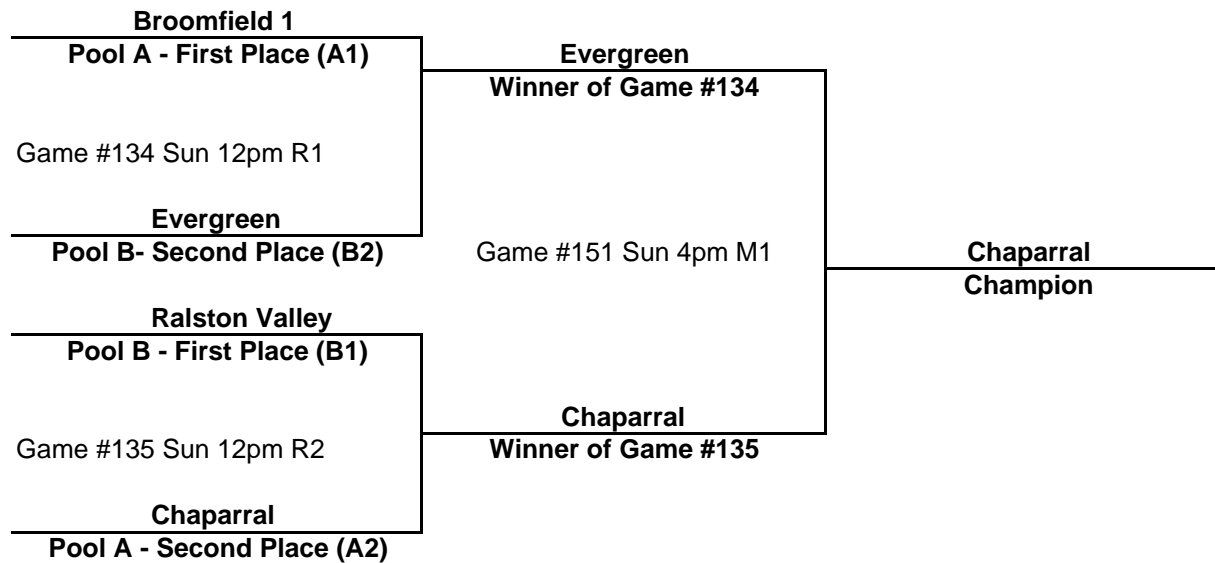 Broomfield 1
Pool A - First Place (A1)
Evergreen
Winner of Game #134
Game #134 Sun 12pm R1
Evergreen
Pool B- Second Place (B2)
Game #151 Sun 4pm M1
Chaparral
Champion
Ralston Valley
Pool B - First Place (B1)
Chaparral
Winner of Game #135
Game #135 Sun 12pm R2
Chaparral
Pool A - Second Place (A2)